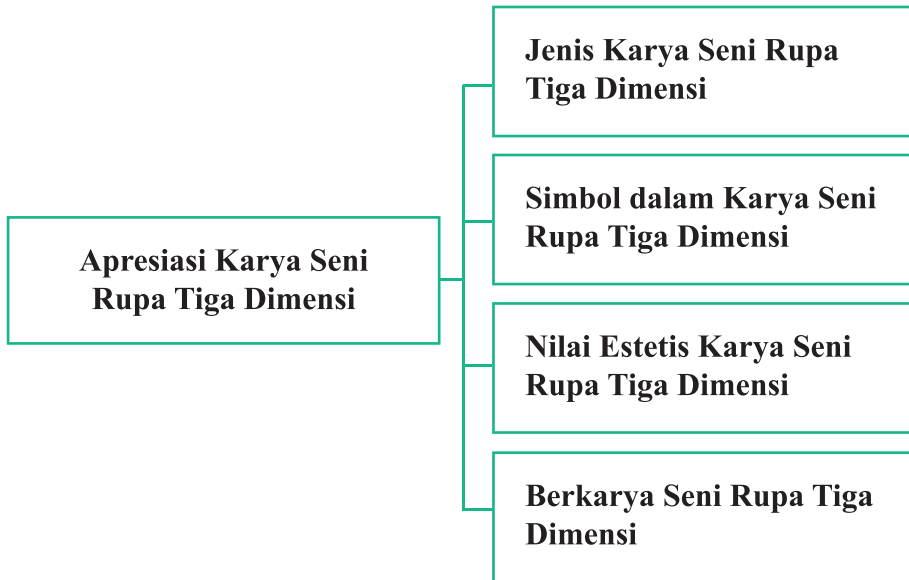 Jenis Karya Seni Rupa
Tiga Dimensi
Simbol dalam Karya Seni
Rupa Tiga Dimensi
Apresiasi Karya Seni
Rupa Tiga Dimensi
Nilai Estetis Karya Seni
Rupa Tiga Dimensi
Berkarya Seni Rupa Tiga
Dimensi